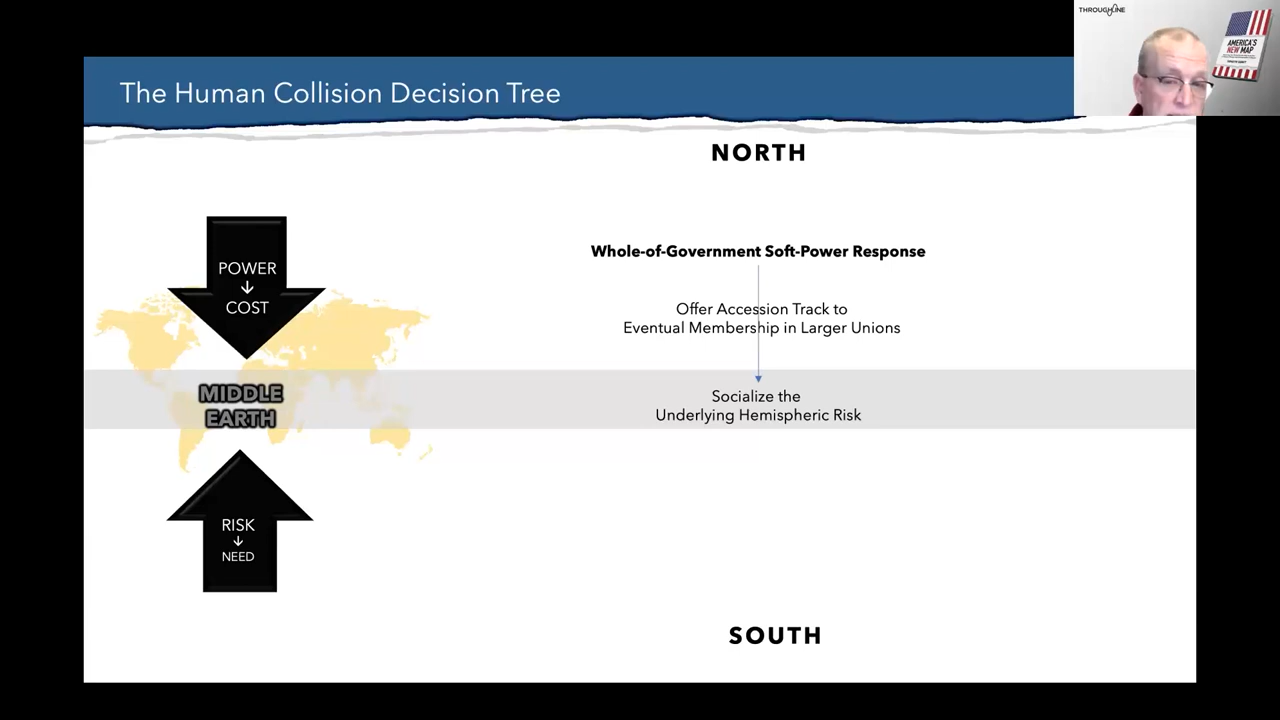 THROUGHLINE
AMERICA'S
NEW MAP
The Human Collision Decision Tree
NORTH
POWER
↓
COST
Whole-of-Government Soft-Power Response
Offer Accession Track to
Eventual Membership in Larger Unions
MIDDLE
EARTH
Socialize the
Underlying Hemispheric Risk
RISK
↓
NEED
SOUTH